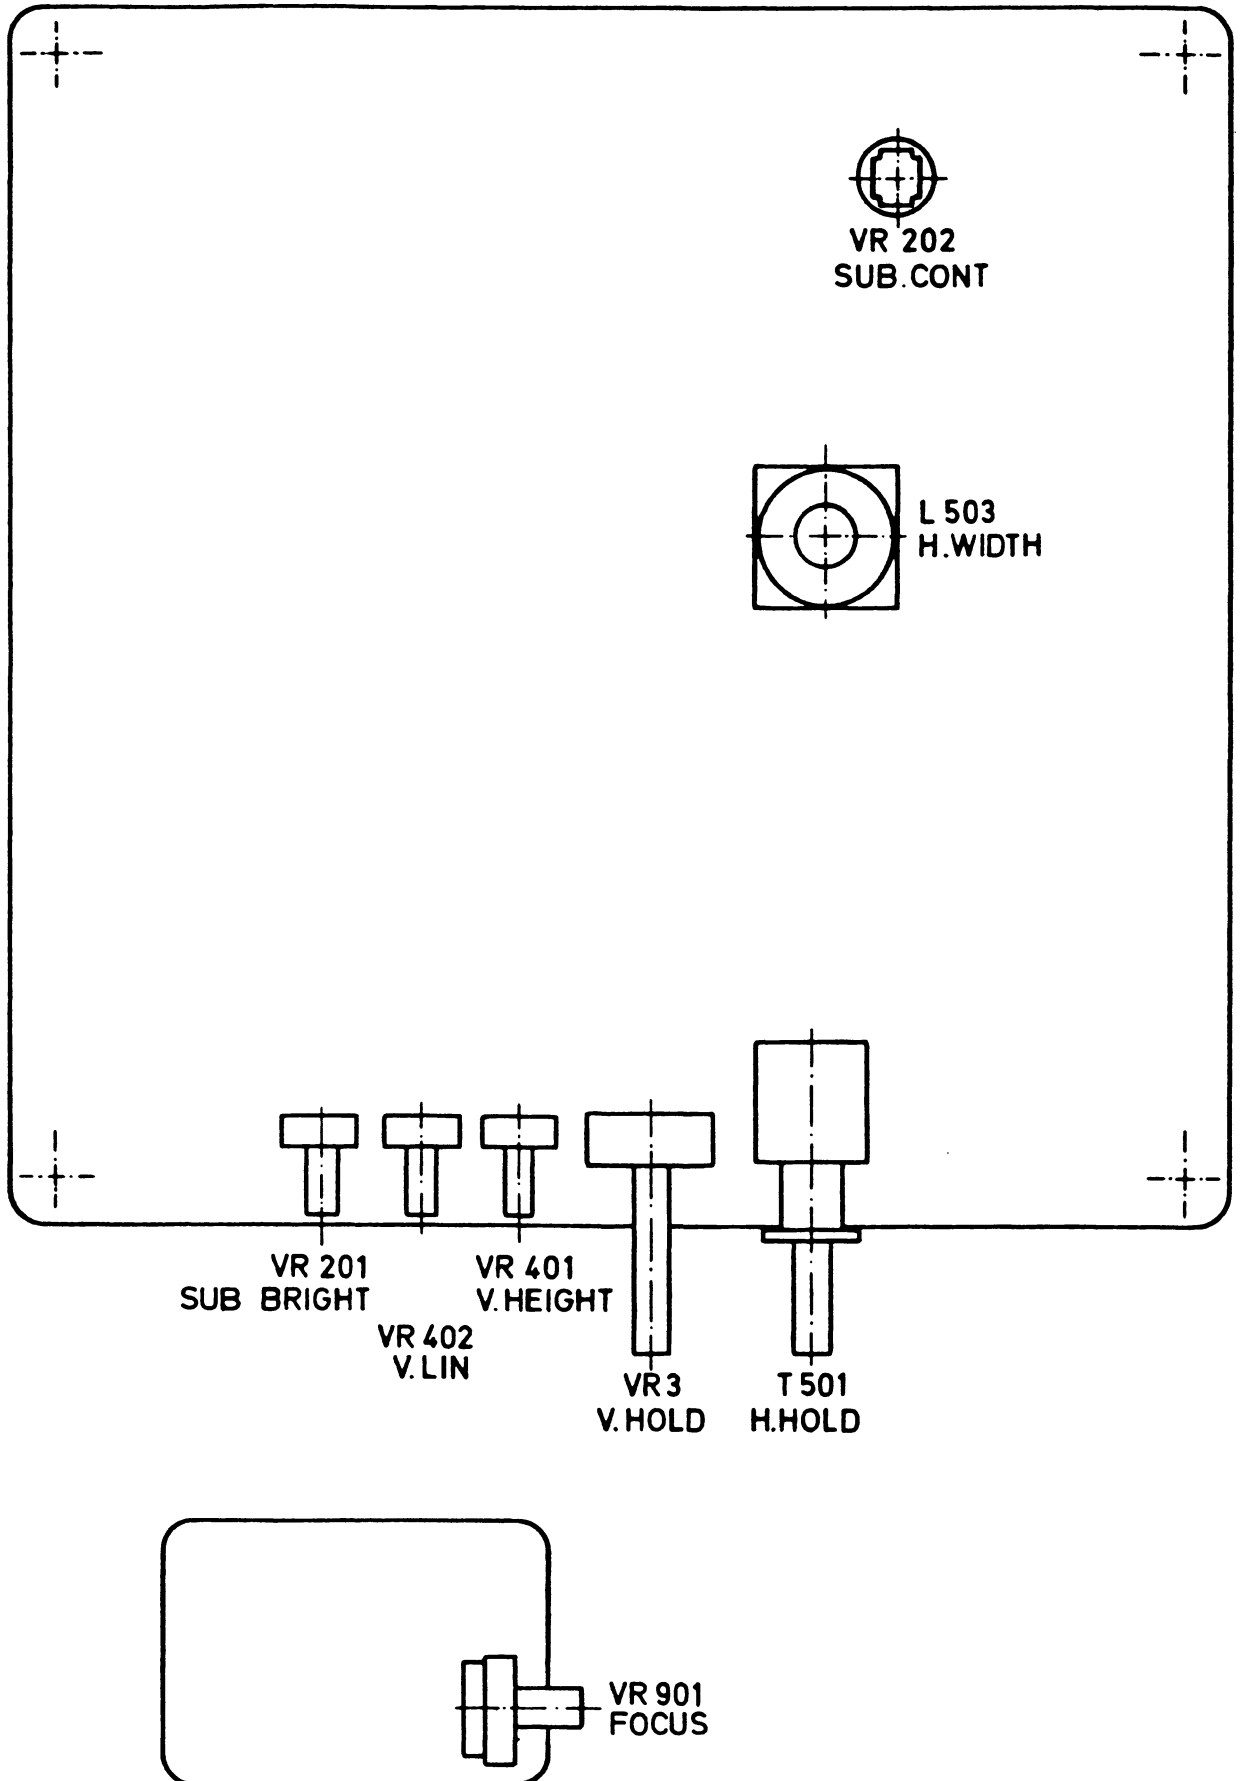 VR 202
SUB.CONT
L 503
H.WIDTH
VR 201
SUB BRIGHT
VR 401
V.HEIGHT
VR 402
V.LIN
VR 3
V.HOLD
T 501
H.HOLD
VR 901
FOCUS